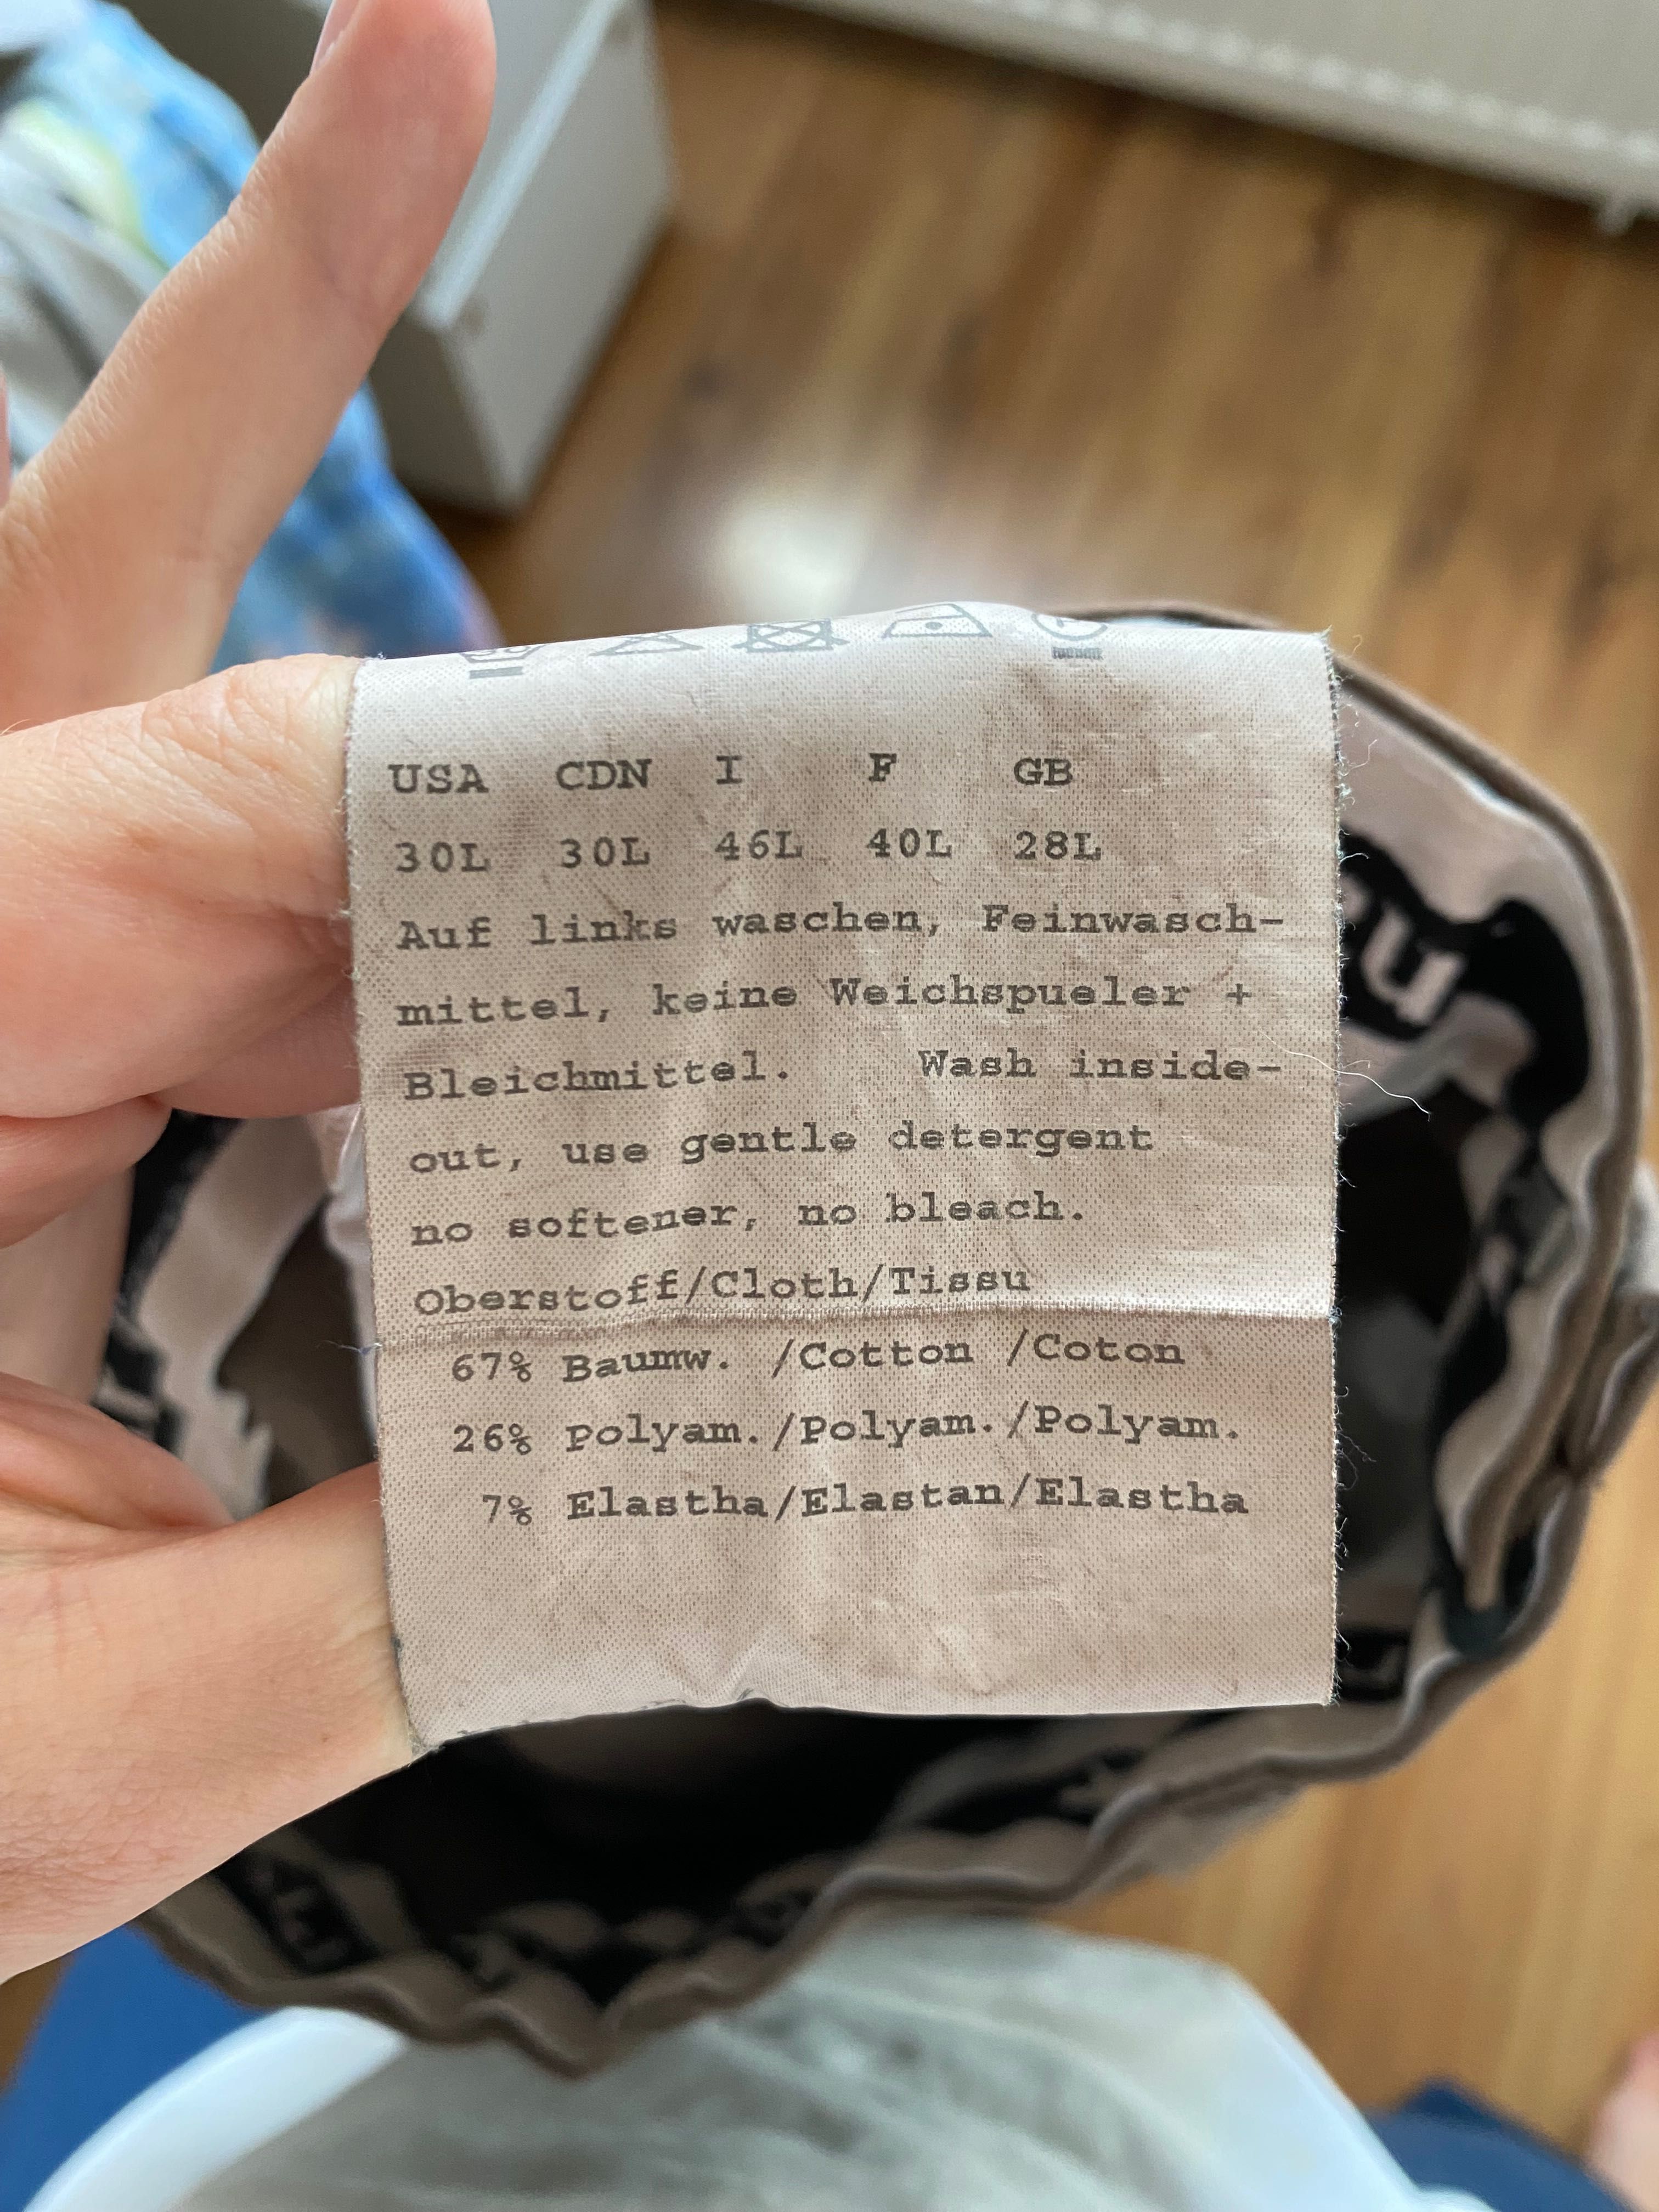 USA CDN I F GB
30L 30L 46L 40L 28L
Auf links waschen, Feinwasch-
mittel, keine Weichspueler +
Bleichmittel. Wash inside-
out, use gentle detergent
no softener, no bleach.
Oberstoff/Cloth/Tissu
67% Baumw. /Cotton /Coton
26% Polyam./Polyam./Polyam.
7% Elastha/Elastan/Elastha